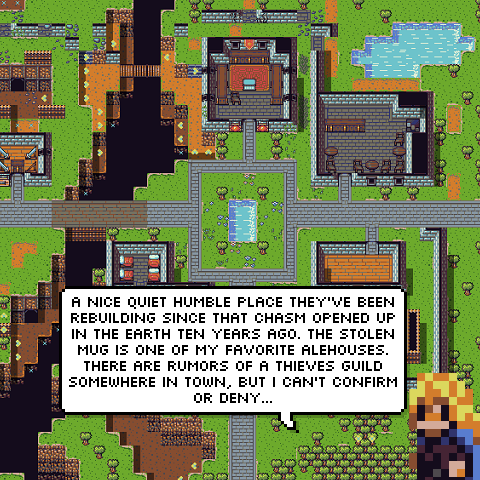 A NICE QUIET HUMBLE PLACE THEY'VE BEEN
REBUILDING SINCE THAT CHASM OPENED UP
IN THE EARTH TEN YEARS AGO. THE STOLEN
MUG IS ONE OF MY FAVORITE ALEHOUSES.
THERE ARE RUMORS OF A THIEVES GUILD
SOMEWHERE IN TOWN, BUT I CAN'T CONFIRM
OR DENY...